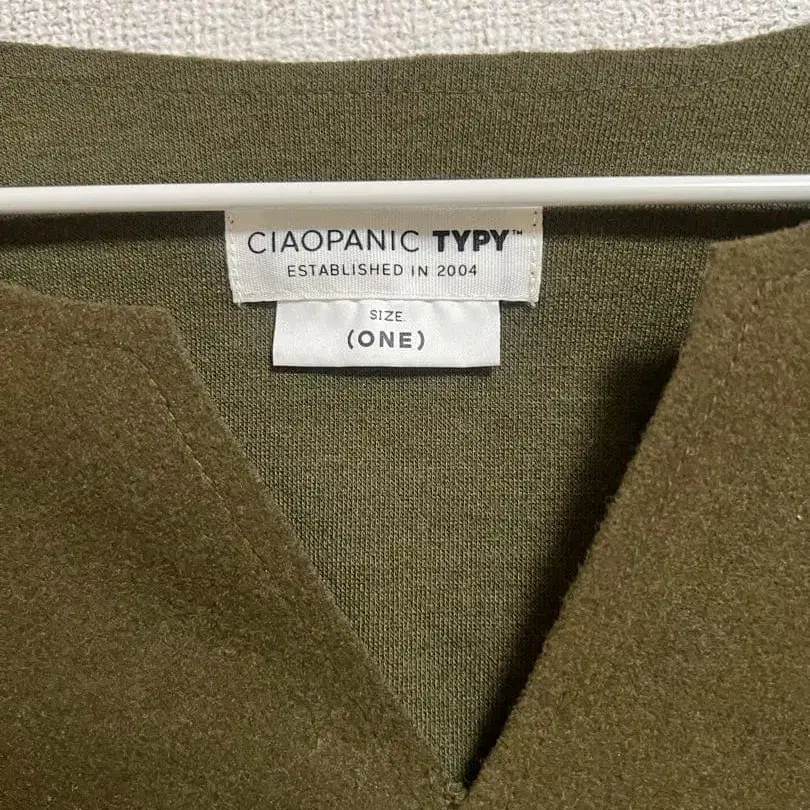 CIAOPANIC TYPY™
ESTABLISHED IN 2004
SIZE.
(ONE)